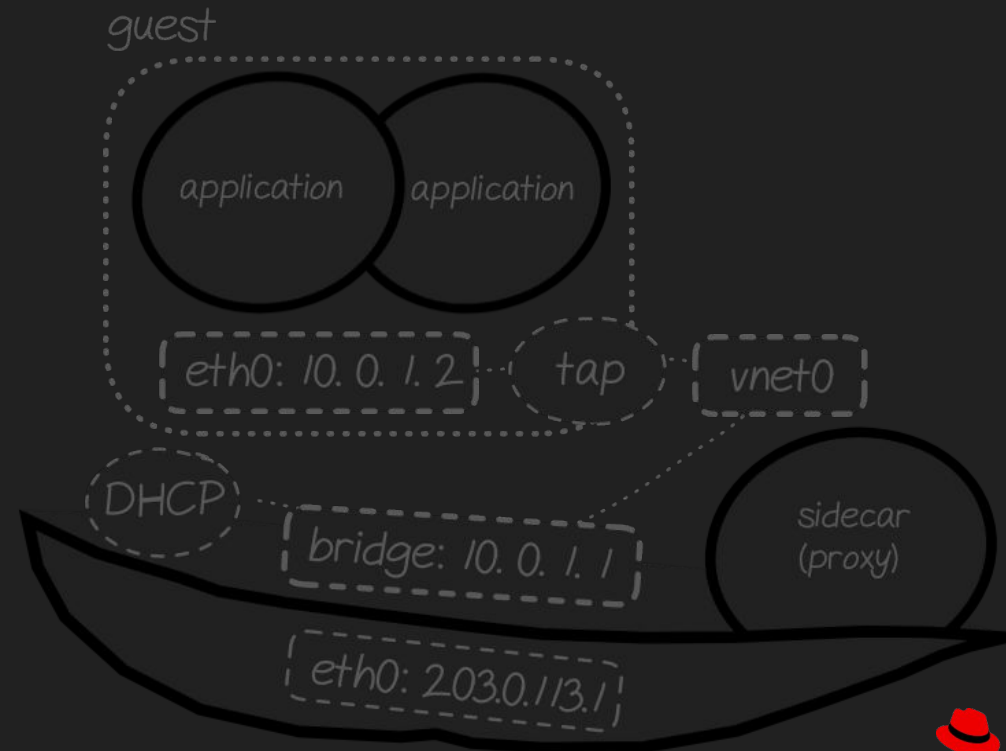 guest
application
application
eth0: 10. 0. 1. 2
tap
vnet0
DHCP
bridge: 10. 0. 1. 1
sidecar
(proxy)
eth0: 203.0.113.1